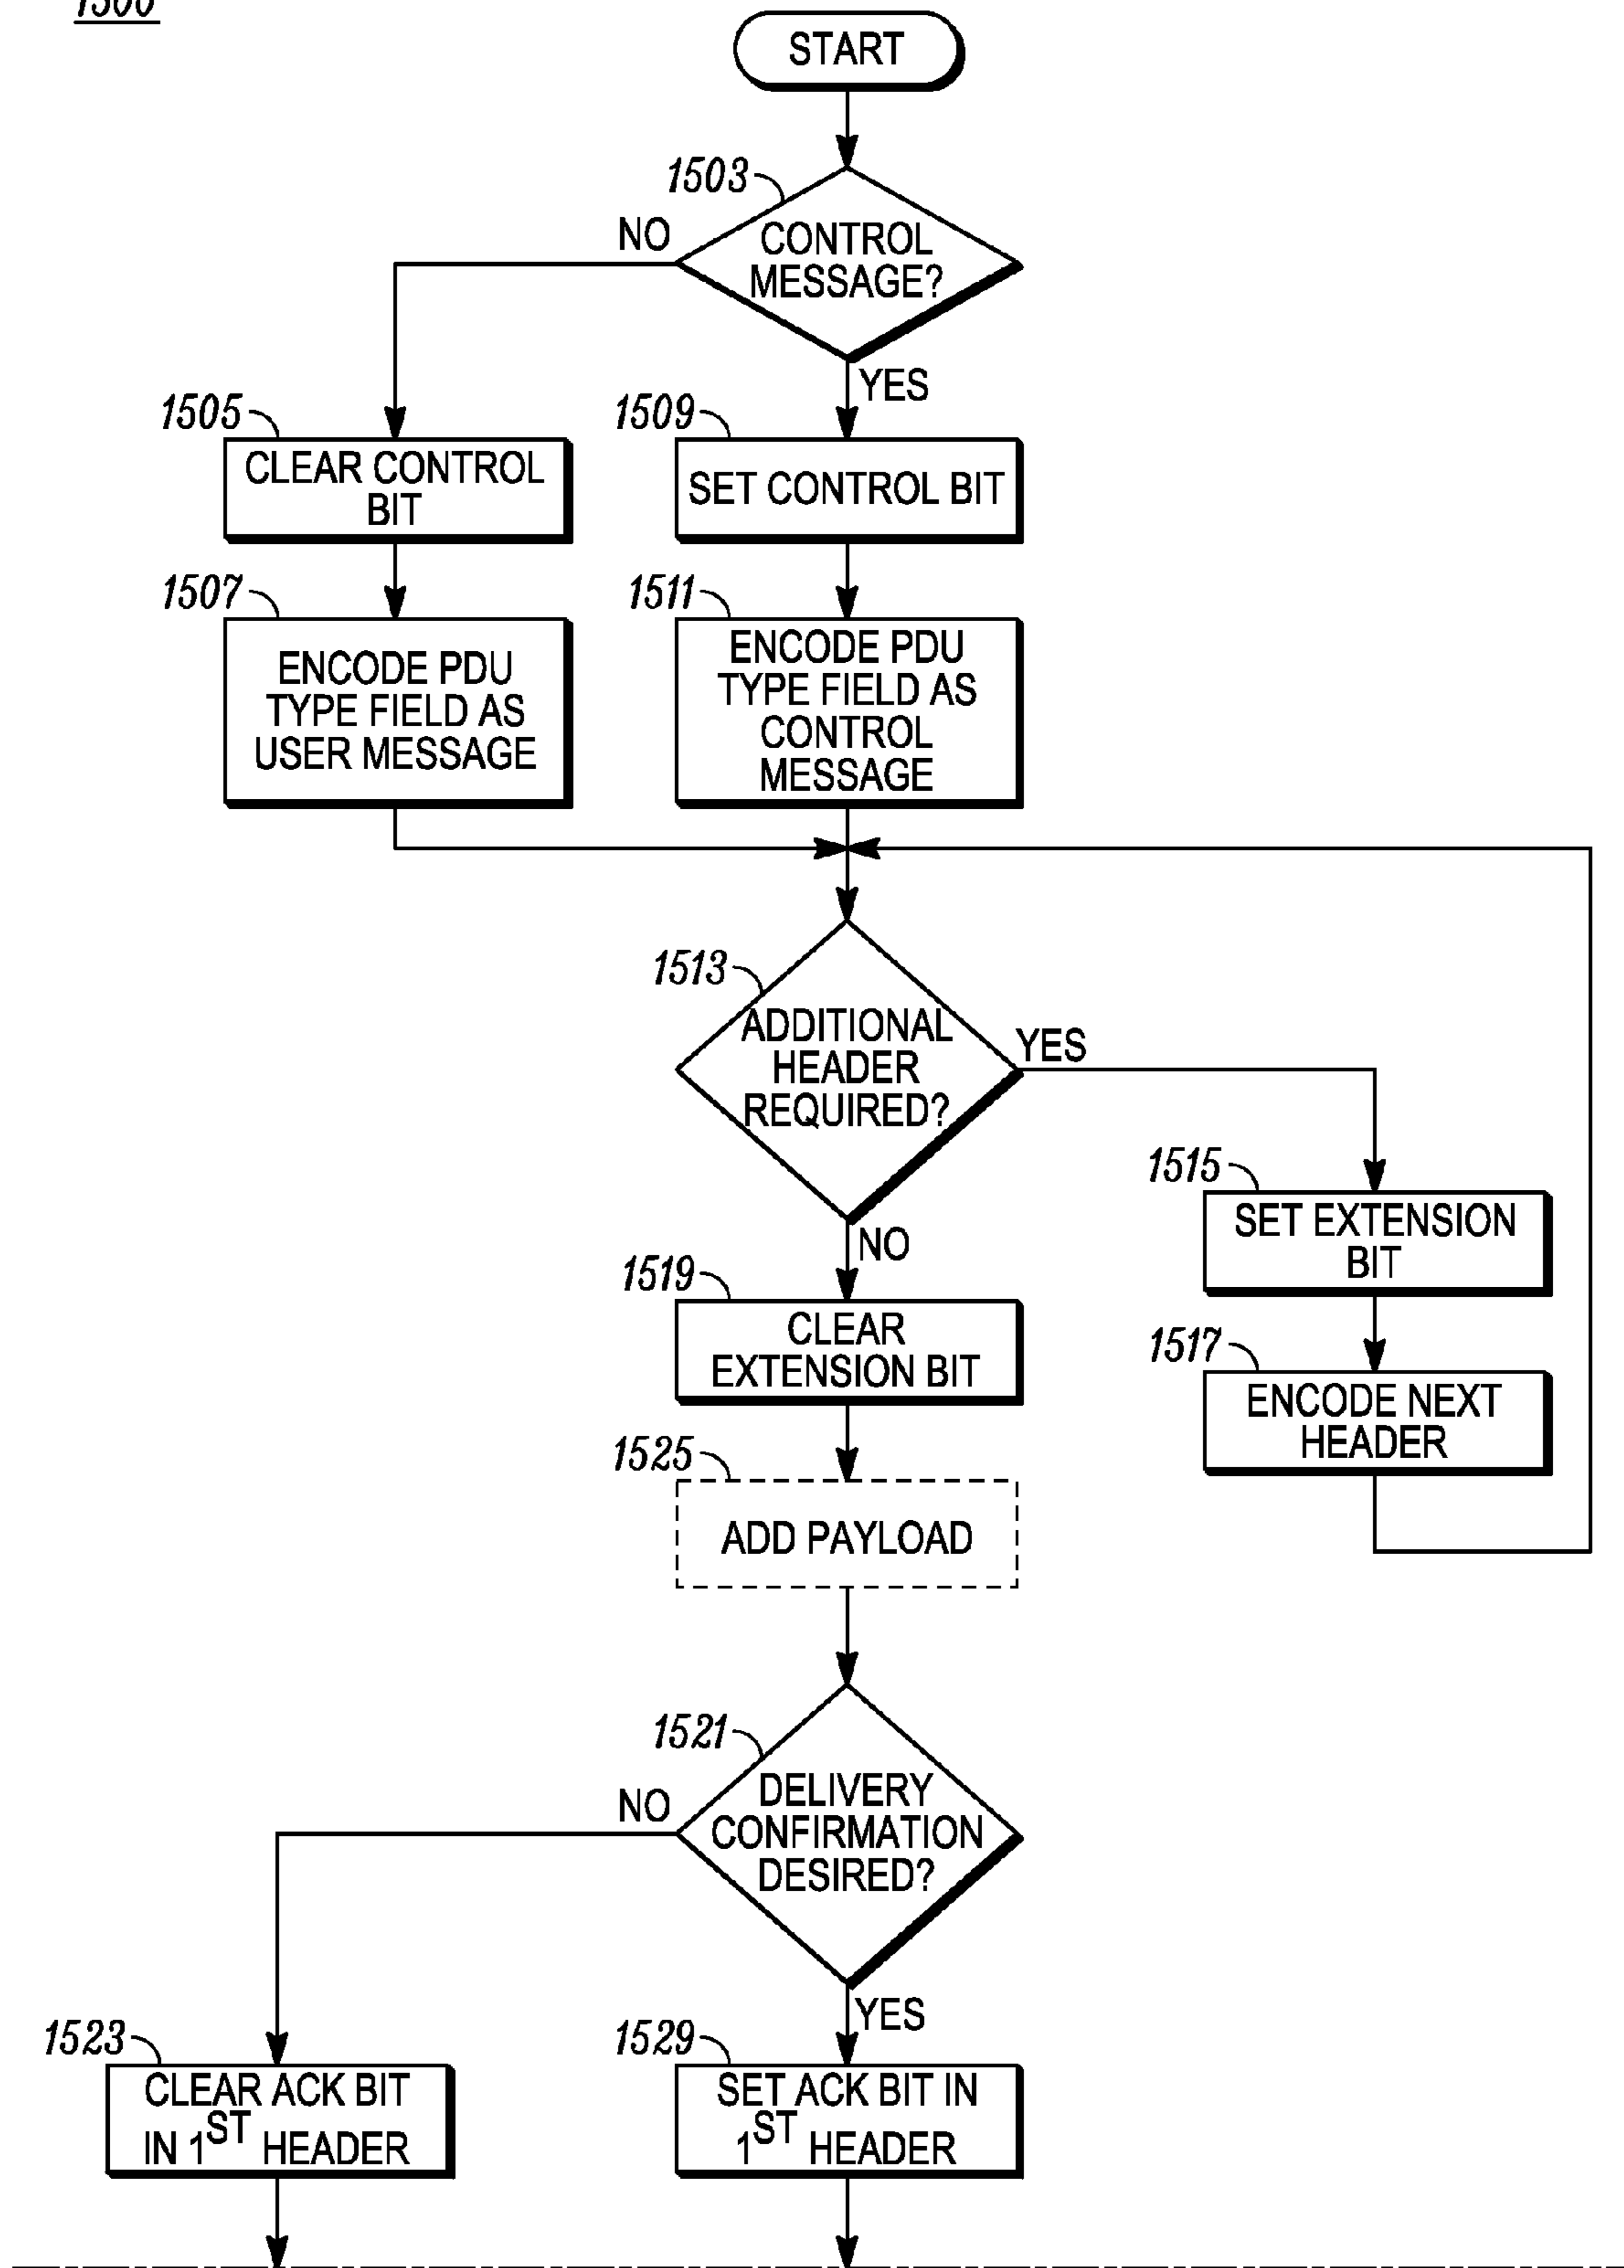 1500
START
1503
NO
CONTROL
MESSAGE?
YES
1505
CLEAR CONTROL
BIT
1509
SET CONTROL BIT
1507
ENCODE PDU
TYPE FIELD AS
USER MESSAGE
1511
ENCODE PDU
TYPE FIELD AS
CONTROL
MESSAGE
1513
ADDITIONAL
HEADER
REQUIRED?
YES
NO
1515
SET EXTENSION
BIT
1519
CLEAR
EXTENSION BIT
1517
ENCODE NEXT
HEADER
1525
ADD PAYLOAD
1521
NO
DELIVERY
CONFIRMATION
DESIRED?
YES
1523
CLEAR ACK BIT
IN 1ST HEADER
1529
SET ACK BIT IN
1ST HEADER